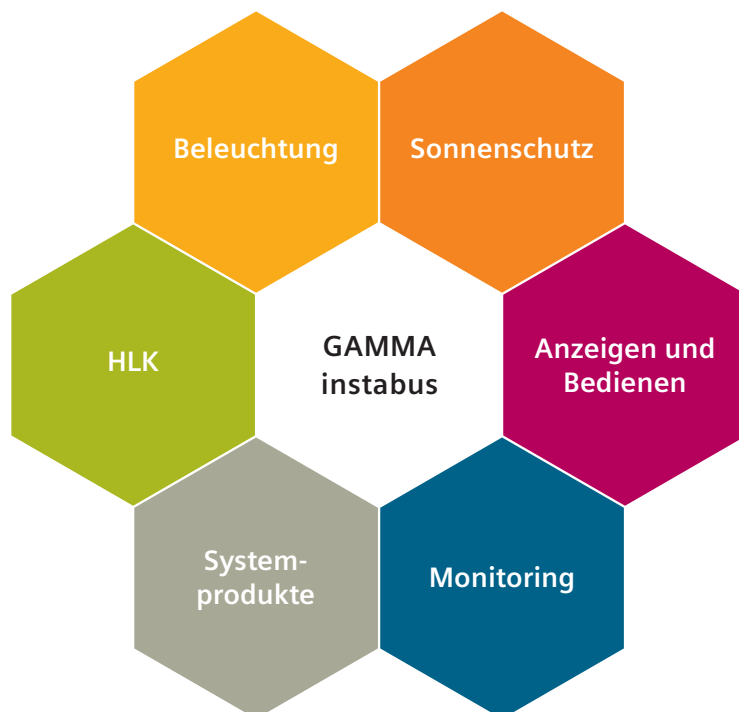 Beleuchtung
Sonnenschutz
HLK
GAMMA
instabus
Anzeigen und
Bedienen
System-
produkte
Monitoring